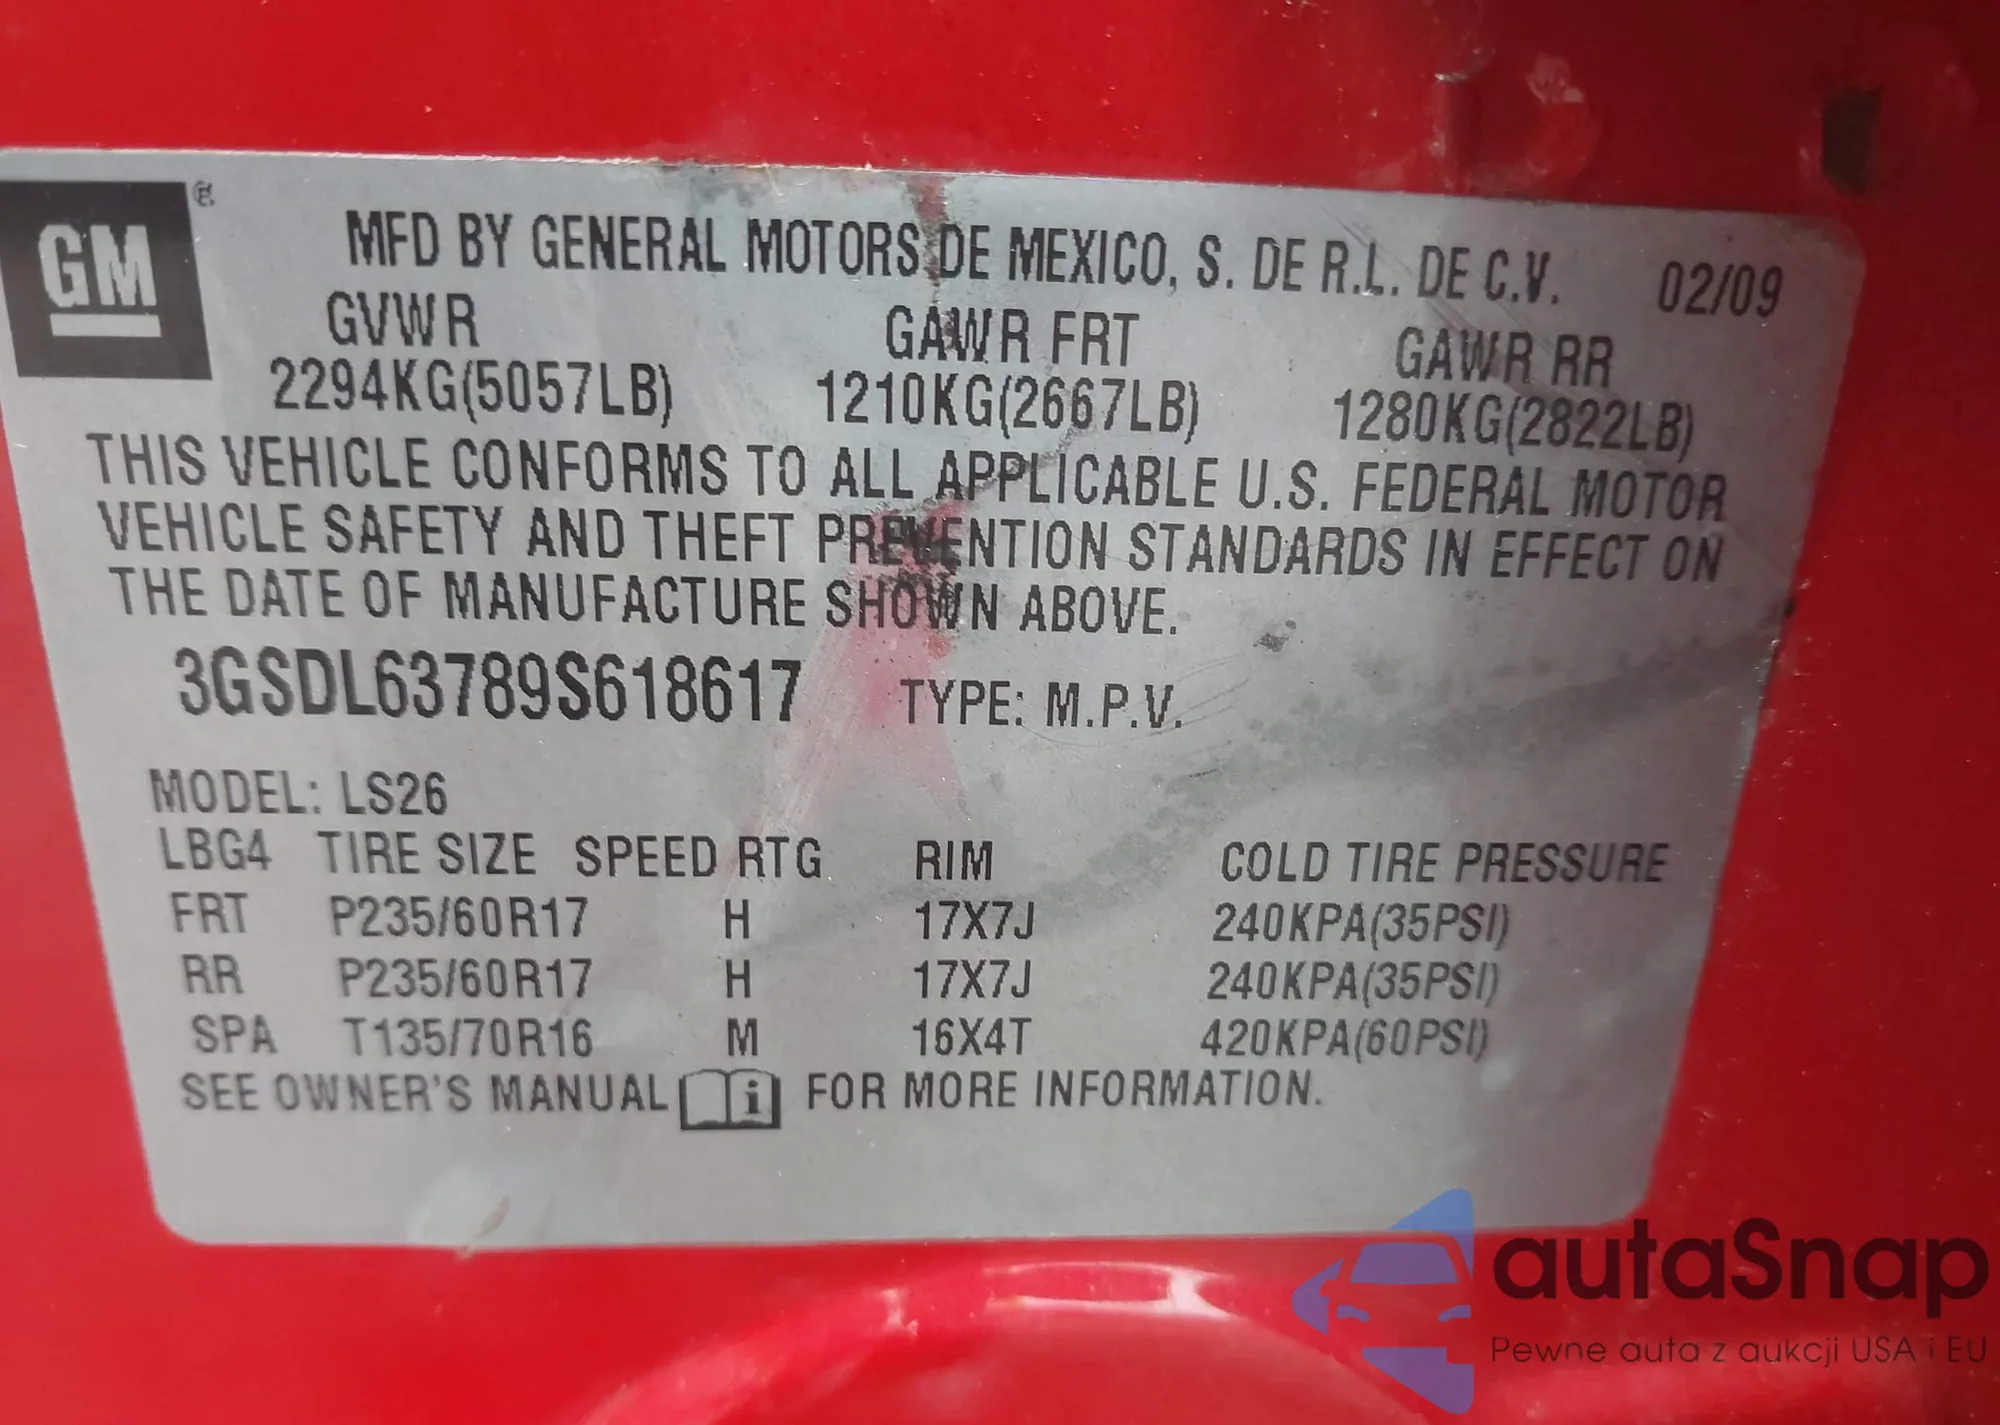 GM ®
MFD BY GENERAL MOTORS DE MEXICO, S. DE R.L. DE C.V. 02/09
GVWR GAWR FRT GAWR RR
2294KG(5057LB) 1210KG(2667LB) 1280KG(2822LB)
THIS VEHICLE CONFORMS TO ALL APPLICABLE U.S. FEDERAL MOTOR
VEHICLE SAFETY AND THEFT PREVENTION STANDARDS IN EFFECT ON
THE DATE OF MANUFACTURE SHOWN ABOVE.
3GSDL63789S618617 TYPE: M.P.V.
MODEL: LS26
LBG4 TIRE SIZE SPEED RTG RIM COLD TIRE PRESSURE
FRT P235/60R17 H 17X7J 240KPA(35PSI)
RR P235/60R17 H 17X7J 240KPA(35PSI)
SPA T135/70R16 M 16X4T 420KPA(60PSI)
SEE OWNER'S MANUAL i FOR MORE INFORMATION.
autaSnap
Pewne auta z aukcji USA i EU